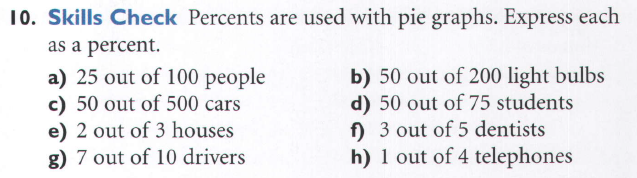 10. Skills Check Percents are used with pie graphs. Express each
as a percent.
a) 25 out of 100 people b) 50 out of 200 light bulbs
c) 50 out of 500 cars d) 50 out of 75 students
e) 2 out of 3 houses f) 3 out of 5 dentists
g) 7 out of 10 drivers h) 1 out of 4 telephones